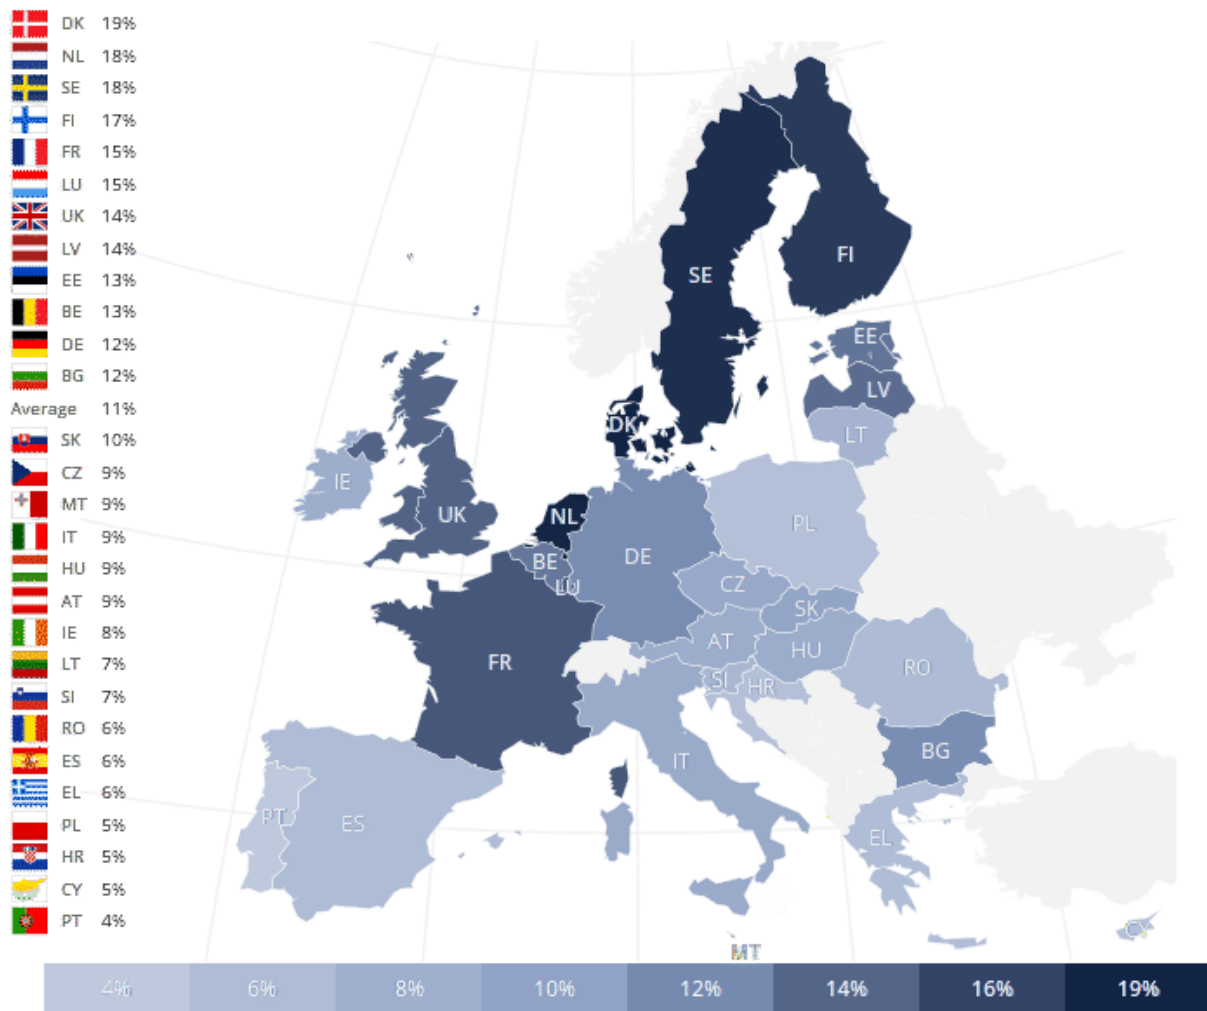 DK 19%
NL 18%
SE 18%
FI 17%
FR 15%
LU 15%
UK 14%
LV 14%
EE 13%
BE 13%
DE 12%
BG 12%
Average 11%
SK 10%
CZ 9%
MT 9%
IT 9%
HU 9%
AT 9%
IE 8%
LT 7%
SI 7%
RO 6%
ES 6%
EL 6%
PL 5%
HR 5%
CY 5%
PT 4%
FI
SE
EE
LV
DK
LT
IE
UK
NL
PL
DE
BE
LU
CZ
SK
AT
HU
FR
RO
SI
HR
BG
IT
PT
ES
EL
CY
MT
4% 6% 8% 10% 12% 14% 16% 19%